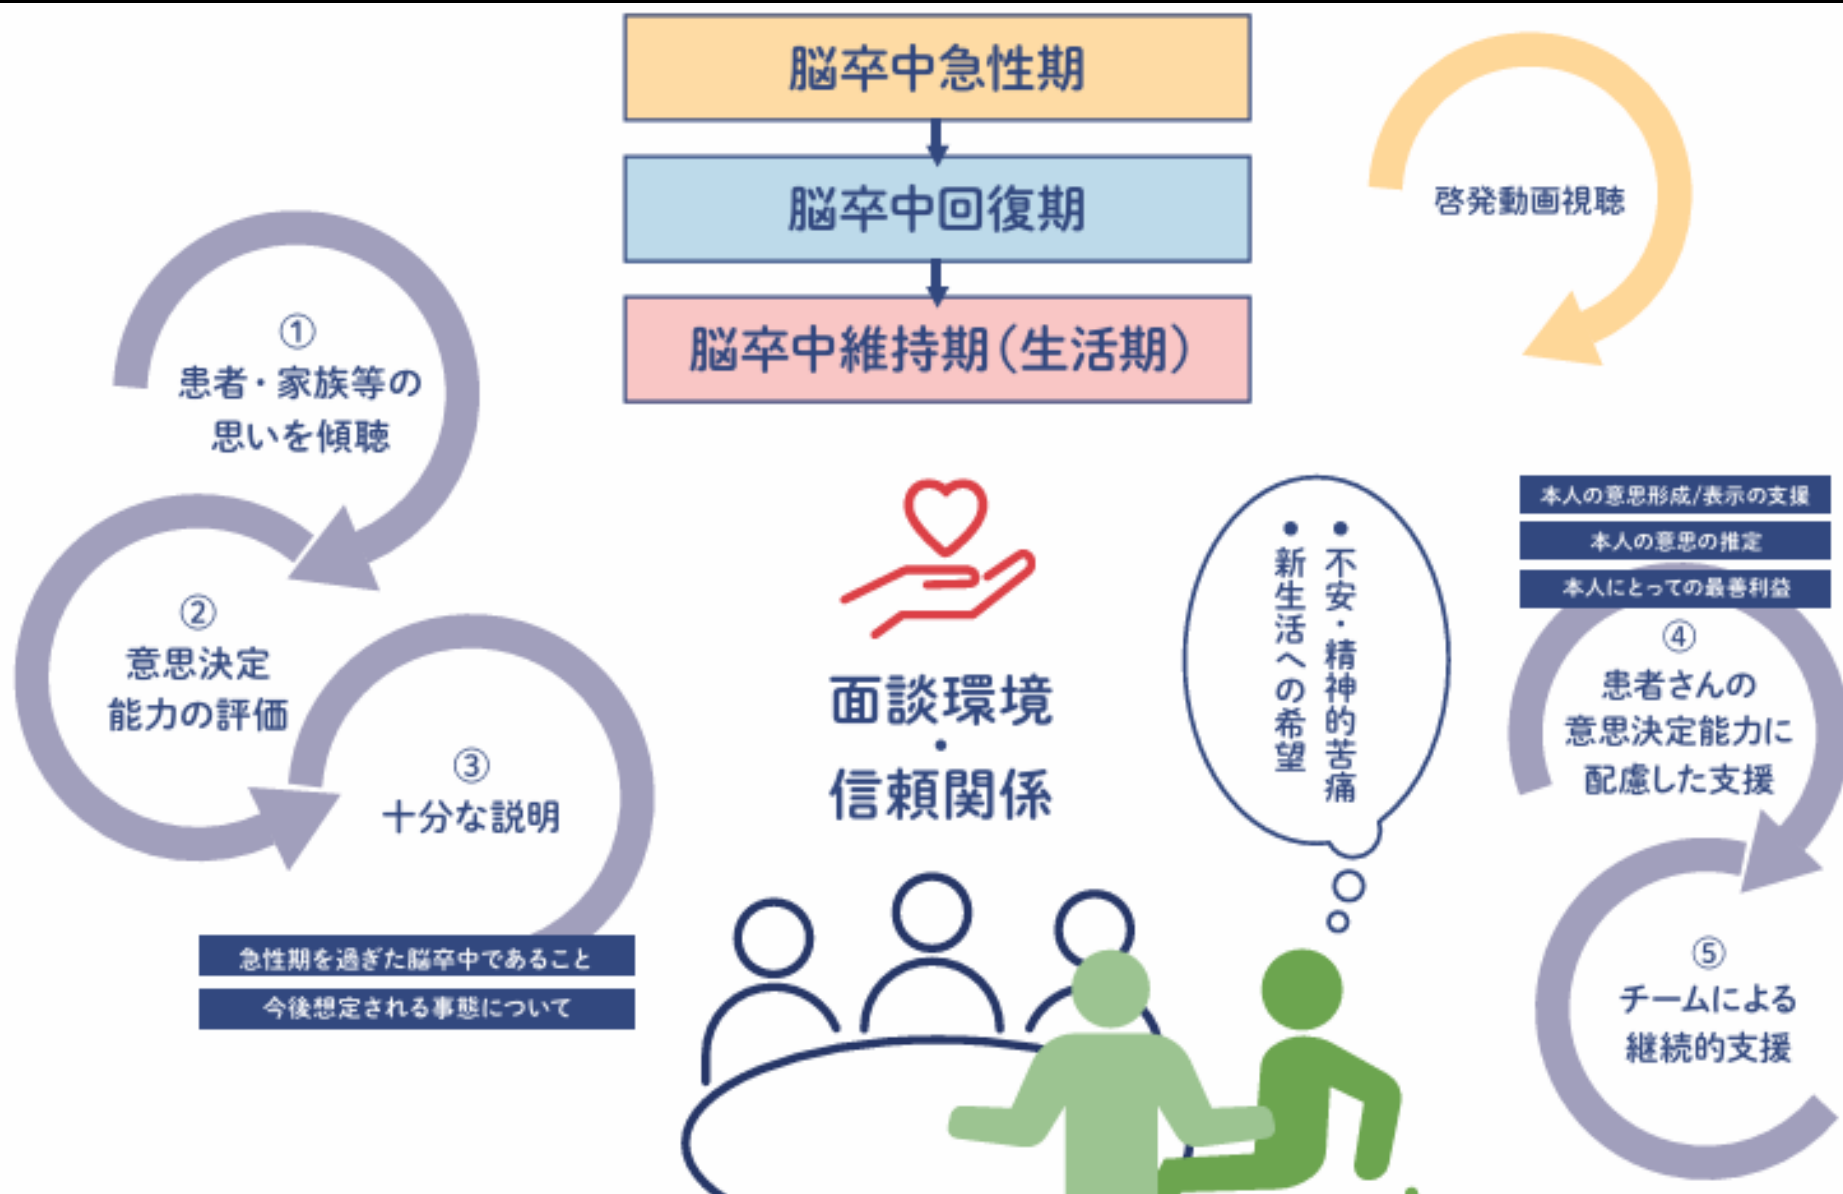 脳卒中急性期
脳卒中回復期
脳卒中維持期（生活期）
啓発動画視聴
①
患者・家族等の
思いを傾聴
②
意思決定
能力の評価
③
十分な説明
急性期を過ぎた脳卒中であること
今後想定される事態について
面談環境
・
信頼関係
●不安・精神的苦痛
●新生活への希望
本人の意思形成/表示の支援
本人の意思の推定
本人にとっての最善利益
④
患者さんの
意思決定能力に
配慮した支援
⑤
チームによる
継続的支援